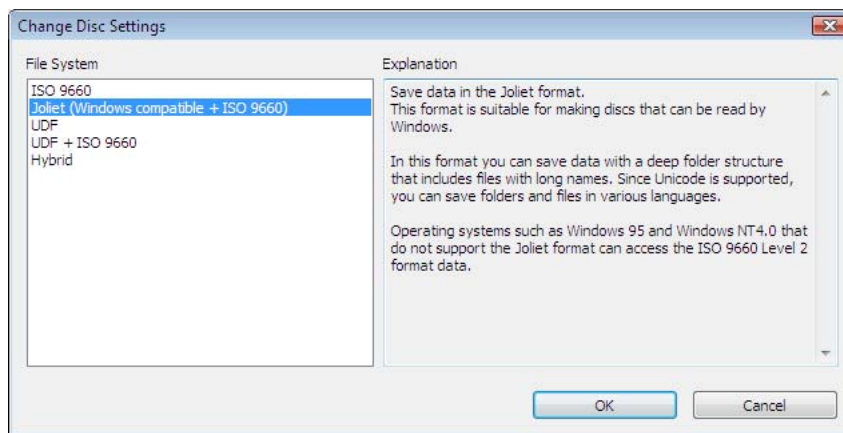 Change Disc Settings
File System
ISO 9660
Joliet (Windows compatible + ISO 9660)
UDF
UDF + ISO 9660
Hybrid
Explanation
Save data in the Joliet format.
This format is suitable for making discs that can be read by
Windows.
In this format you can save data with a deep folder structure
that includes files with long names. Since Unicode is supported,
you can save folders and files in various languages.
Operating systems such as Windows 95 and Windows NT4.0 that
do not support the Joliet format can access the ISO 9660 Level 2
format data.
OK
Cancel